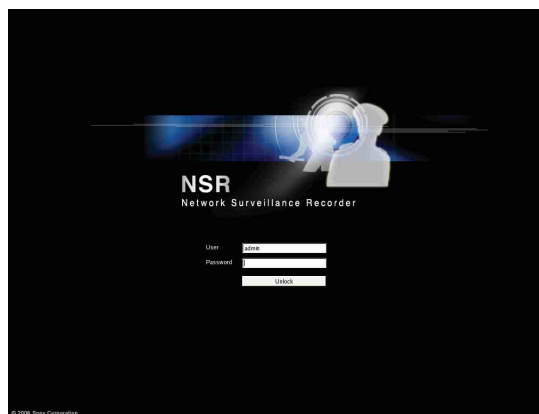 NSR
Network Surveillance Recorder
User admin
Password
Unlock
© 2006 Sony Corporation